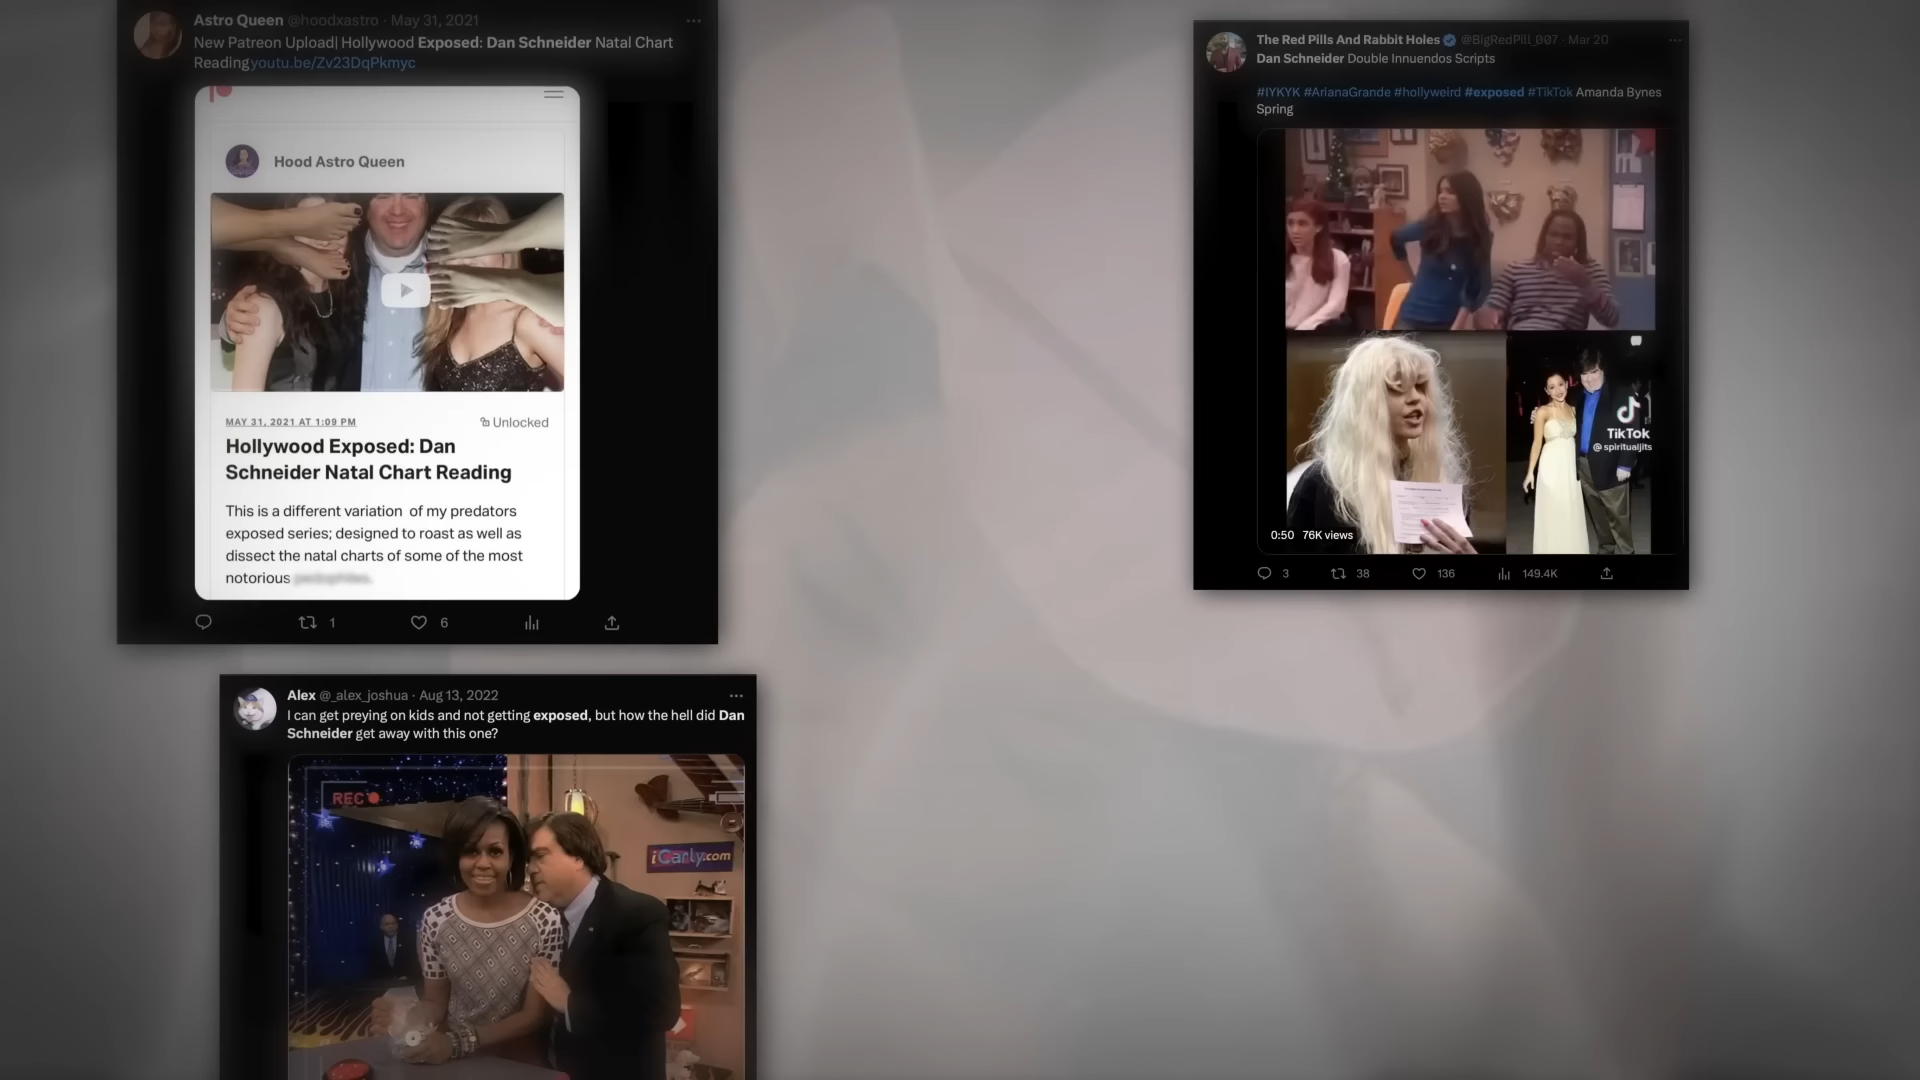 Astro Queen @hoodxastro · May 31, 2021
New Patreon Upload| Hollywood Exposed: Dan Schneider Natal Chart
Readingyoutu.be/Zv23DqPkmyc
Hood Astro Queen
MAY 31, 2021 AT 1:09 PM
Unlocked
Hollywood Exposed: Dan
Schneider Natal Chart Reading
This is a different variation of my predators
exposed series; designed to roast as well as
dissect the natal charts of some of the most
notorious
1
6
The Red Pills And Rabbit Holes @BigRedPill_007 · Mar 20
Dan Schneider Double Innuendos Scripts
#IYKYK #ArianaGrande #hollyweird #exposed #TikTok Amanda Bynes
Spring
TikTok
@spiritualjits
0:50 76K views
3
38
136
149.4K
Alex @_alex_joshua · Aug 13, 2022
I can get preying on kids and not getting exposed, but how the hell did Dan
Schneider get away with this one?
REC
iCarly.com